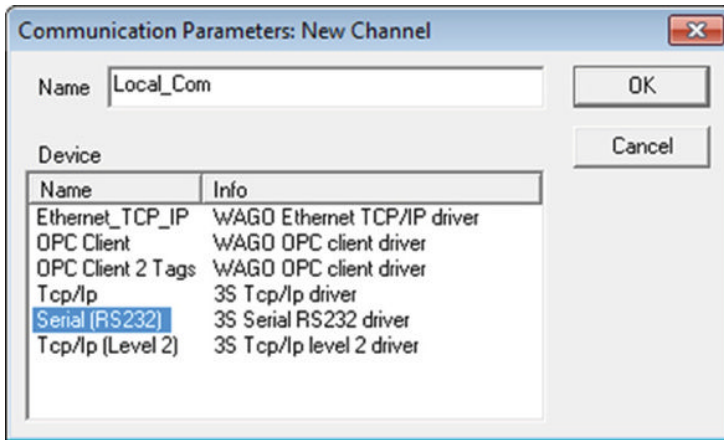 Communication Parameters: New Channel
Name Local_Com OK
Cancel
Device
Name Info
Ethernet_TCP_IP WAGO Ethernet TCP/IP driver
OPC Client WAGO OPC client driver
OPC Client 2 Tags WAGO OPC client driver
Tcp/Ip 3S Tcp/Ip driver
Serial (RS232) 3S Serial RS232 driver
Tcp/Ip (Level 2) 3S Tcp/Ip level 2 driver